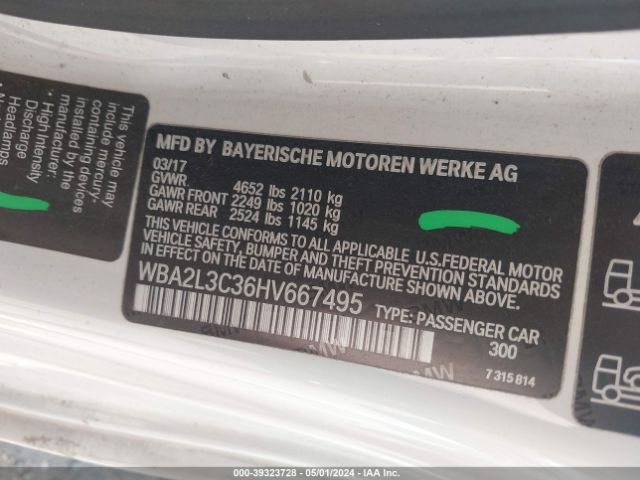 This vehicle may
include mercury-
containing devices
installed by the
manufacturer:
High intensity
Discharge
Headlamps
MFD BY BAYERISCHE MOTOREN WERKE AG
03/17
GVWR. 4652 lbs 2110 kg
GAWR FRONT 2249 lbs 1020 kg
GAWR REAR 2524 lbs 1145 kg
THIS VEHICLE CONFORMS TO ALL APPLICABLE U.S.FEDERAL MOTOR
VEHICLE SAFETY, BUMPER AND THEFT PREVENTION STANDARDS
IN EFFECT ON THE DATE OF MANUFACTURE SHOWN ABOVE.
WBA2L3C36HV667495 TYPE: PASSENGER CAR
300
7 315 814
000-39323728 - 05/01/2024 - IAA Inc.